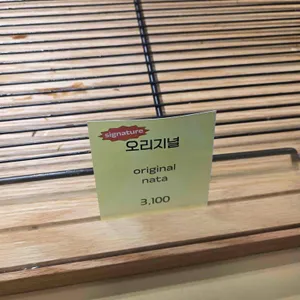 signature
오리지널
original
nata
3,100